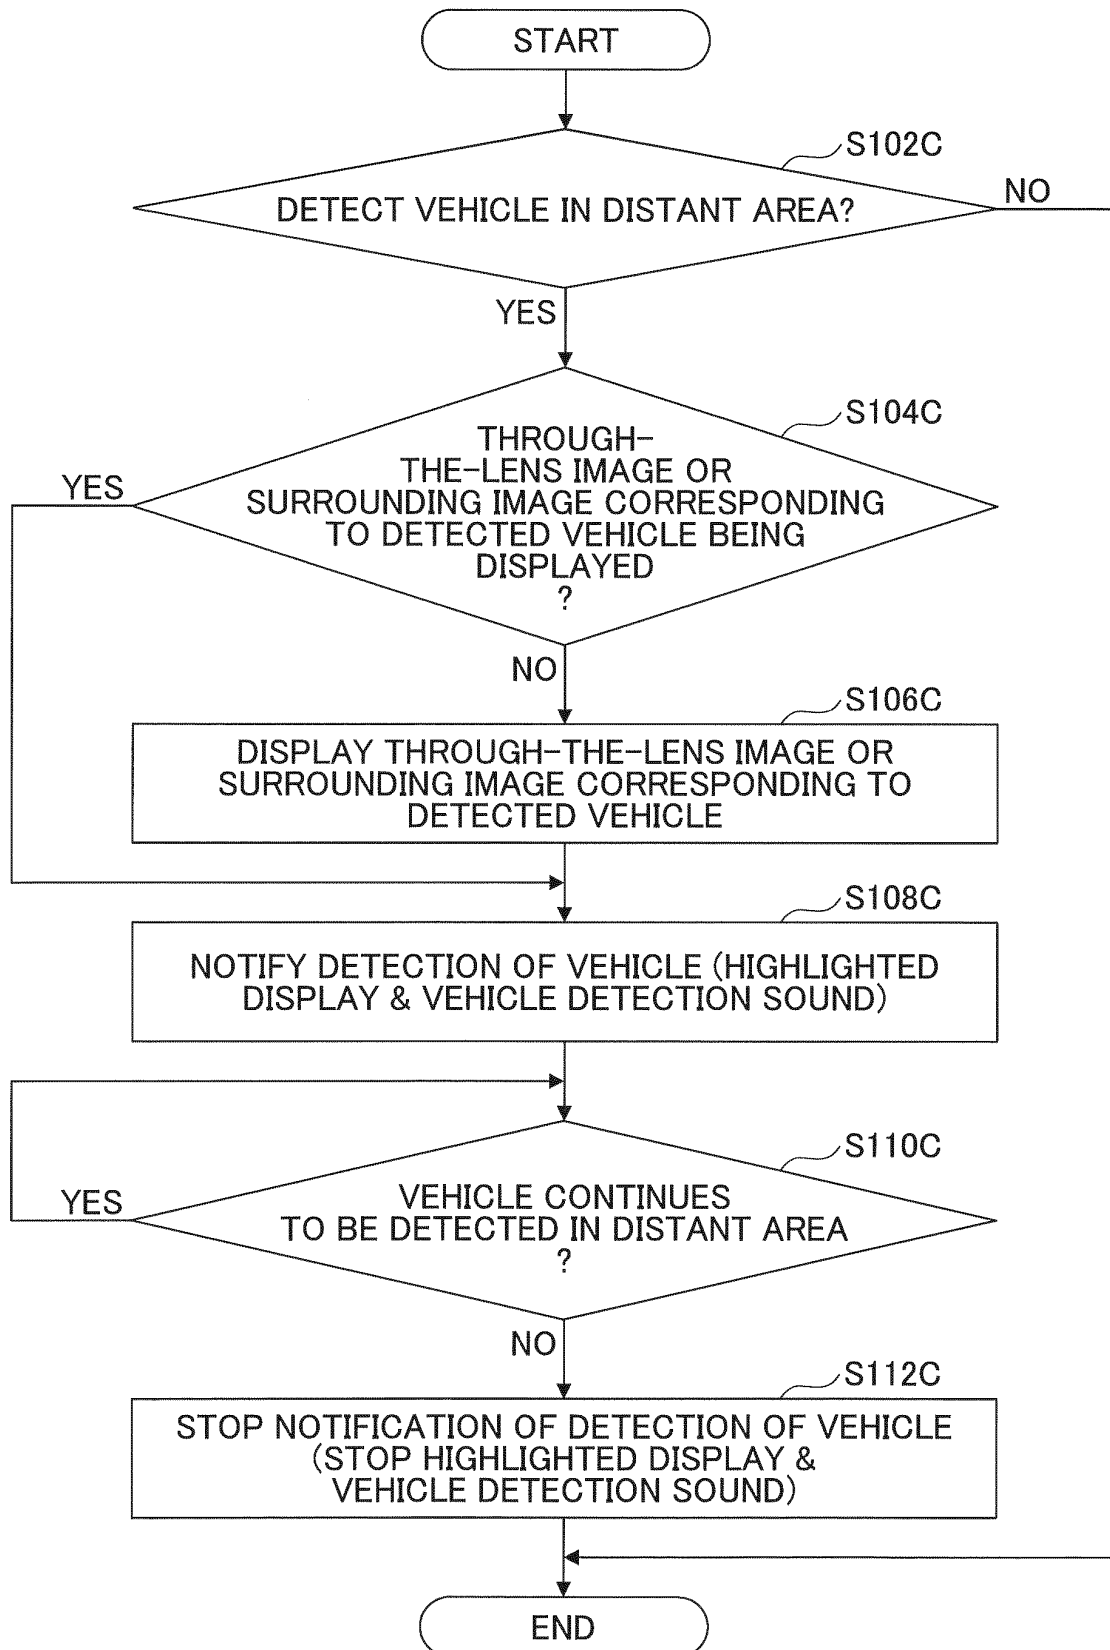 START
S102C
DETECT VEHICLE IN DISTANT AREA?
NO
YES
S104C
THROUGH-
THE-LENS IMAGE OR
SURROUNDING IMAGE CORRESPONDING
TO DETECTED VEHICLE BEING
DISPLAYED
?
YES
NO
S106C
DISPLAY THROUGH-THE-LENS IMAGE OR
SURROUNDING IMAGE CORRESPONDING TO
DETECTED VEHICLE
S108C
NOTIFY DETECTION OF VEHICLE (HIGHLIGHTED
DISPLAY & VEHICLE DETECTION SOUND)
S110C
VEHICLE CONTINUES
TO BE DETECTED IN DISTANT AREA
?
YES
NO
S112C
STOP NOTIFICATION OF DETECTION OF VEHICLE
(STOP HIGHLIGHTED DISPLAY &
VEHICLE DETECTION SOUND)
END